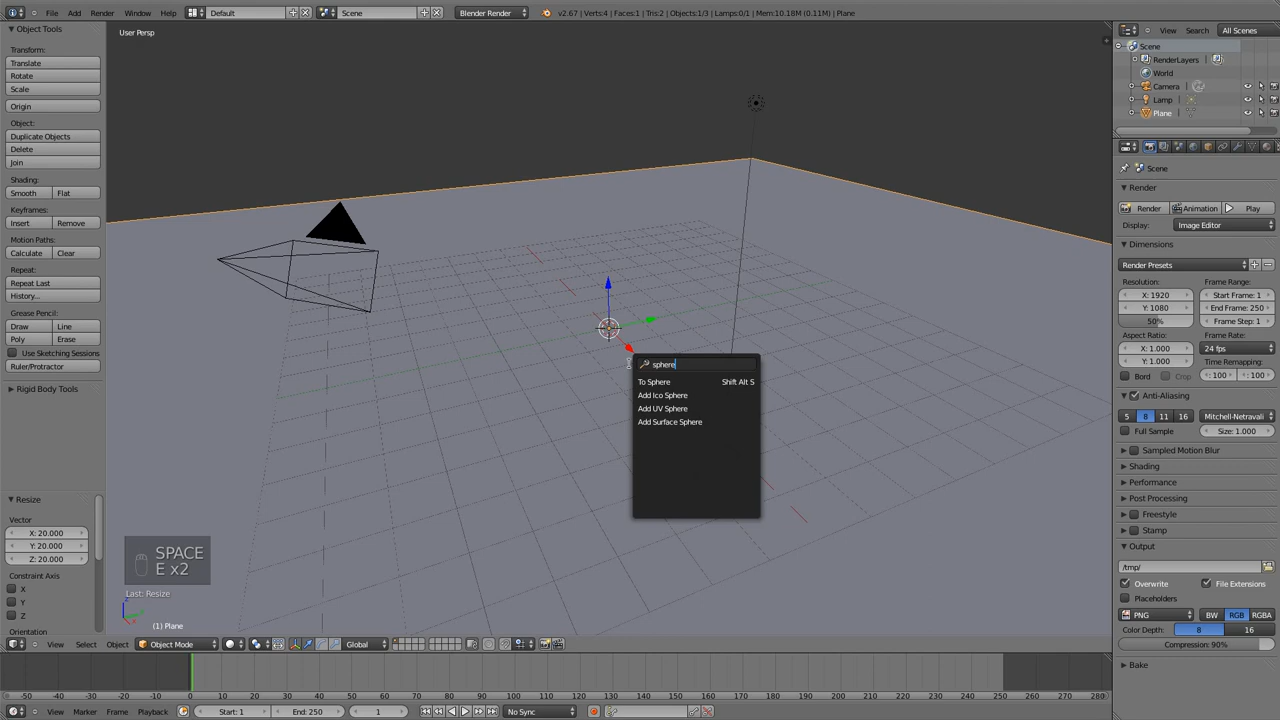 File Add Render Window Help Default Scene Blender Render v2.67 | Verts:4 | Faces:1 | Tris:2 | Objects:1/3 | Lamps:0/1 | Mem:10.18M (0.11M) | Plane
Object Tools
Transform:
Translate
Rotate
Scale
Origin
Object:
Duplicate Objects
Delete
Join
Shading:
Smooth Flat
Keyframes:
Insert Remove
Motion Paths:
Calculate Clear
Repeat:
Repeat Last
History...
Grease Pencil:
Draw Line
Poly Erase
Use Sketching Sessions
Ruler/Protractor
Rigid Body Tools
Resize
Vector
X: 20.000
Y: 20.000
Z: 20.000
Constraint Axis
X
Y
Z
Orientation
User Persp
sphere
To Sphere Shift Alt S
Add Ico Sphere
Add UV Sphere
Add Surface Sphere
SPACE
E x2
Last: Resize
(1) Plane
View Select Object Object Mode Global
View Search All Scenes
Scene
RenderLayers
World
Camera
Lamp
Plane
Scene
Render
Render Animation Play
Display: Image Editor
Dimensions
Render Presets
Resolution: Frame Range:
X: 1920 Start Frame: 1
Y: 1080 End Frame: 250
50% Frame Step: 1
Aspect Ratio: Frame Rate:
X: 1.000 24 fps
Y: 1.000 Time Remapping:
Bord Crop : 100 : 100
Anti-Aliasing
5 8 11 16 Mitchell-Netravali
Full Sample Size: 1.000
Sampled Motion Blur
Shading
Performance
Post Processing
Freestyle
Stamp
Output
/tmp/
Overwrite File Extensions
Placeholders
PNG BW RGB RGBA
Color Depth: 8 16
Compression: 90%
Bake
-50 -40 -30 -20 -10 0 10 20 30 40 50 60 70 80 90 100 110 120 130 140 150 160 170 180 190 200 210 220 230 240 250 260 270 280
View Marker Frame Playback Start: 1 End: 250 1 No Sync